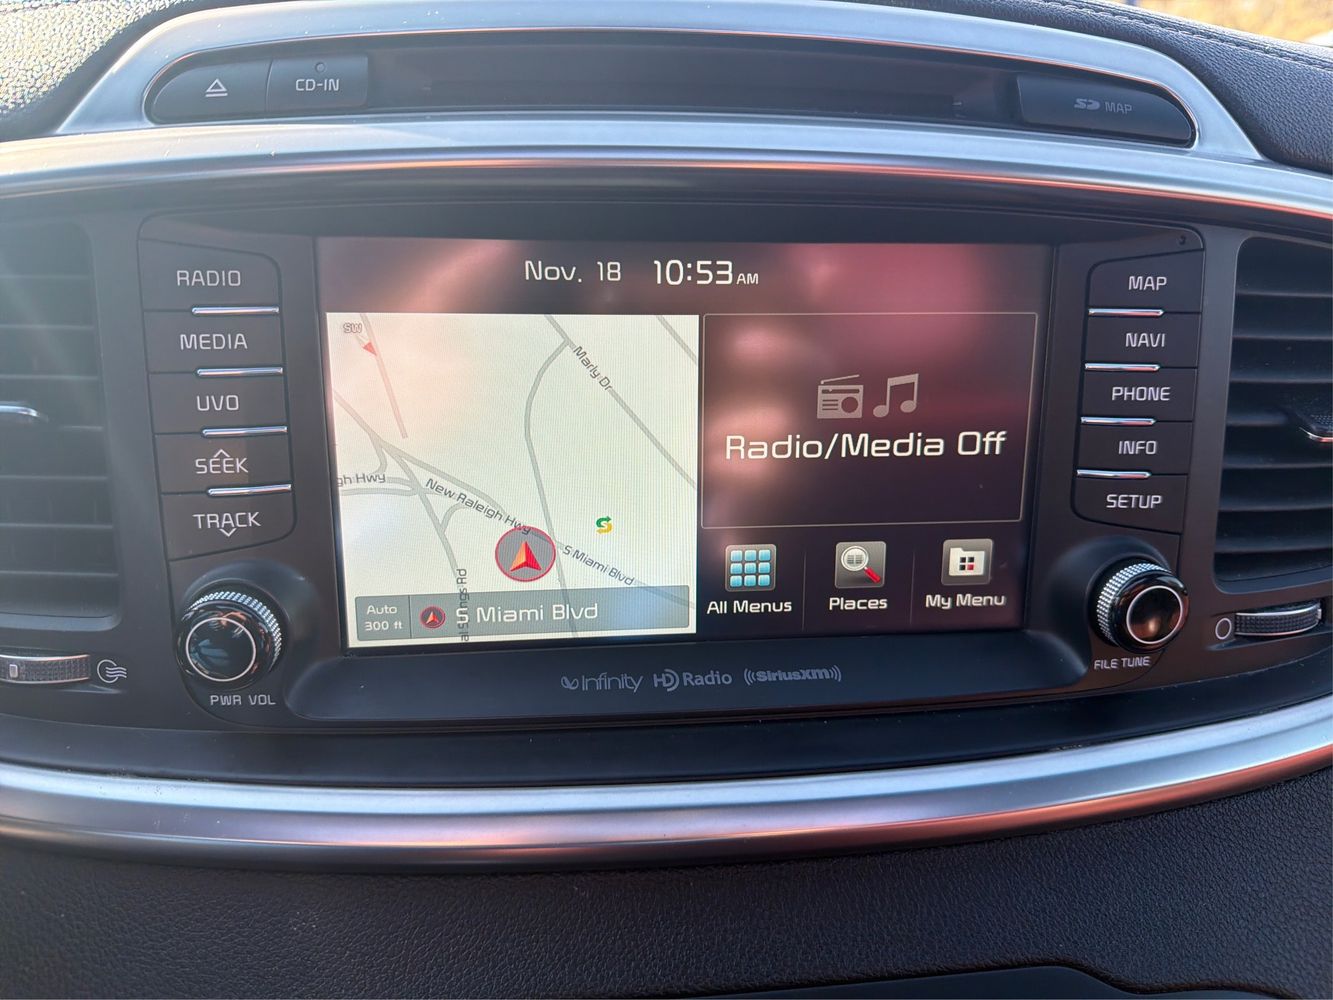 CD-IN
SD MAP
RADIO
MEDIA
UVO
SEEK
TRACK
PWR VOL
Nov. 18 10:53 AM
SW
Marly Dr
gh Hwy
New Raleigh Hwy
S Miami Blvd
Auto
300 ft
S Miami Blvd
Radio/Media Off
All Menus
Places
My Menu
Infinity HD Radio ((SiriusXM))
MAP
NAVI
PHONE
INFO
SETUP
FILE TUNE